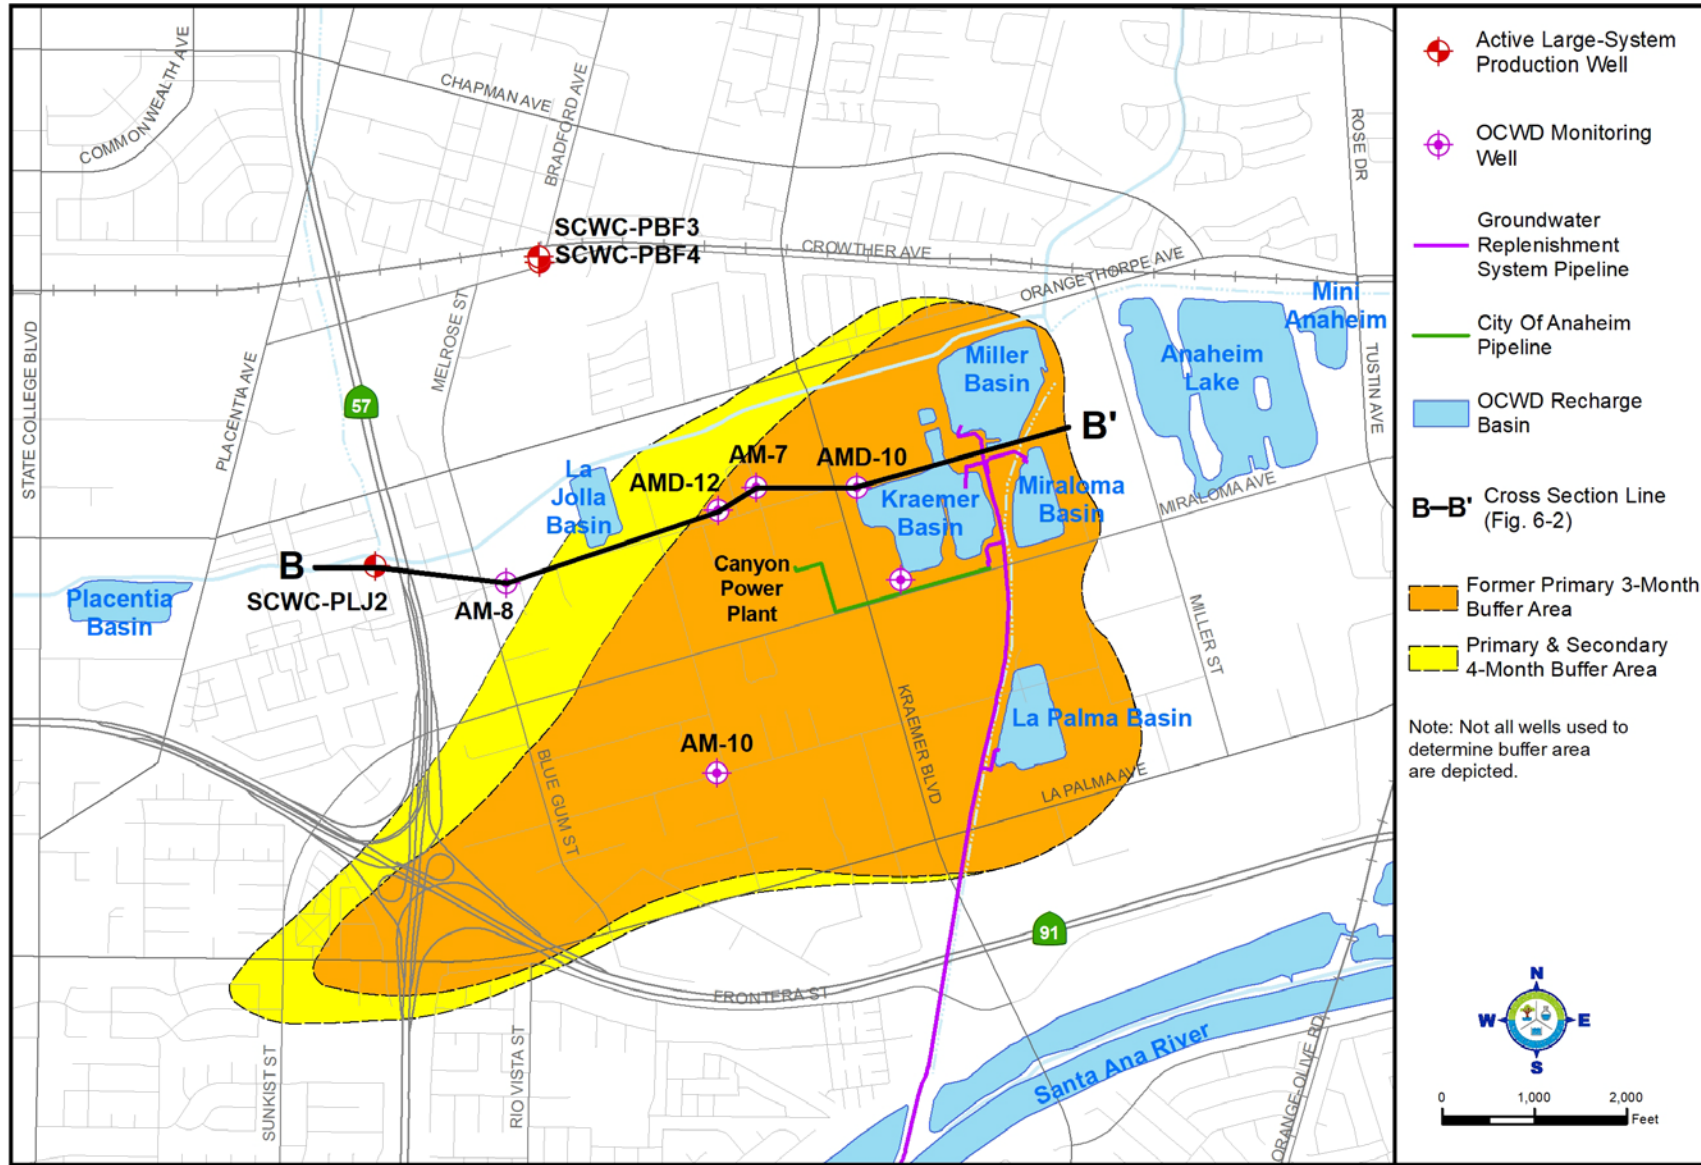 COMMONWEALTH AVE
CHAPMAN AVE
BRADFORD AVE
ROSE DR
SCWC-PBF3
SCWC-PBF4
CROWTHER AVE
ORANGETHORPE AVE
Mini
Anaheim
STATE COLLEGE BLVD
PLACENTIA AVE
MELROSE ST
57
Miller
Basin
Anaheim
Lake
TUSTIN AVE
B'
AM-7
AMD-10
AMD-12
La
Jolla
Basin
Kraemer
Basin
Miraloma
Basin
MIRALOMA AVE
B
SCWC-PLJ2
AM-8
Canyon
Power
Plant
Placentia
Basin
MILLER ST
KRAEMER BLVD
La Palma Basin
AM-10
BLUE GUM ST
LA PALMA AVE
91
FRONTERA ST
SUNKIST ST
RIO VISTA ST
Santa Ana River
ORANGE-OLIVE RD
Active Large-System
Production Well
OCWD Monitoring
Well
Groundwater
Replenishment
System Pipeline
City Of Anaheim
Pipeline
OCWD Recharge
Basin
B–B' Cross Section Line
(Fig. 6-2)
Former Primary 3-Month
Buffer Area
Primary & Secondary
4-Month Buffer Area
Note: Not all wells used to
determine buffer area
are depicted.
N
W E
S
0 1,000 2,000
Feet